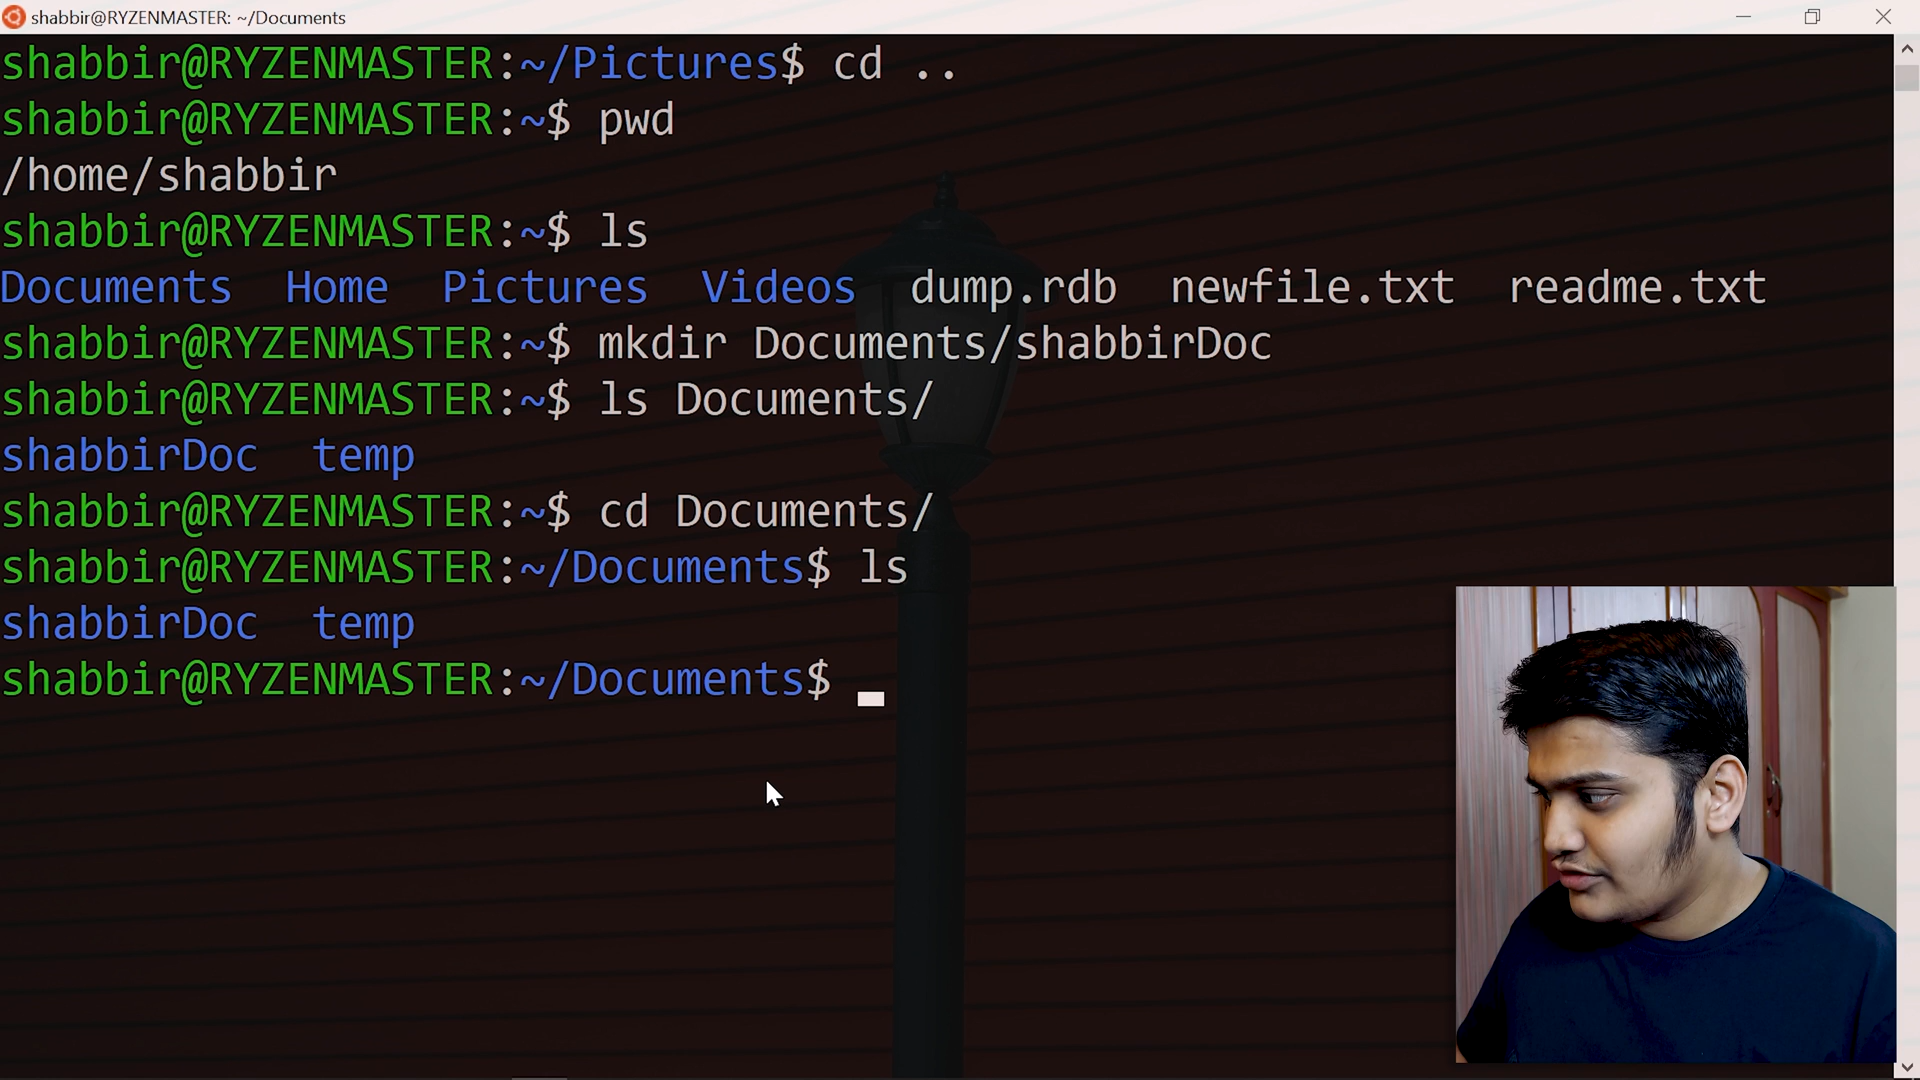 shabbir@RYZENMASTER: ~/Documents
shabbir@RYZENMASTER:~/Pictures$ cd ..
shabbir@RYZENMASTER:~$ pwd
/home/shabbir
shabbir@RYZENMASTER:~$ ls
Documents Home Pictures Videos dump.rdb newfile.txt readme.txt
shabbir@RYZENMASTER:~$ mkdir Documents/shabbirDoc
shabbir@RYZENMASTER:~$ ls Documents/
shabbirDoc temp
shabbir@RYZENMASTER:~$ cd Documents/
shabbir@RYZENMASTER:~/Documents$ ls
shabbirDoc temp
shabbir@RYZENMASTER:~/Documents$